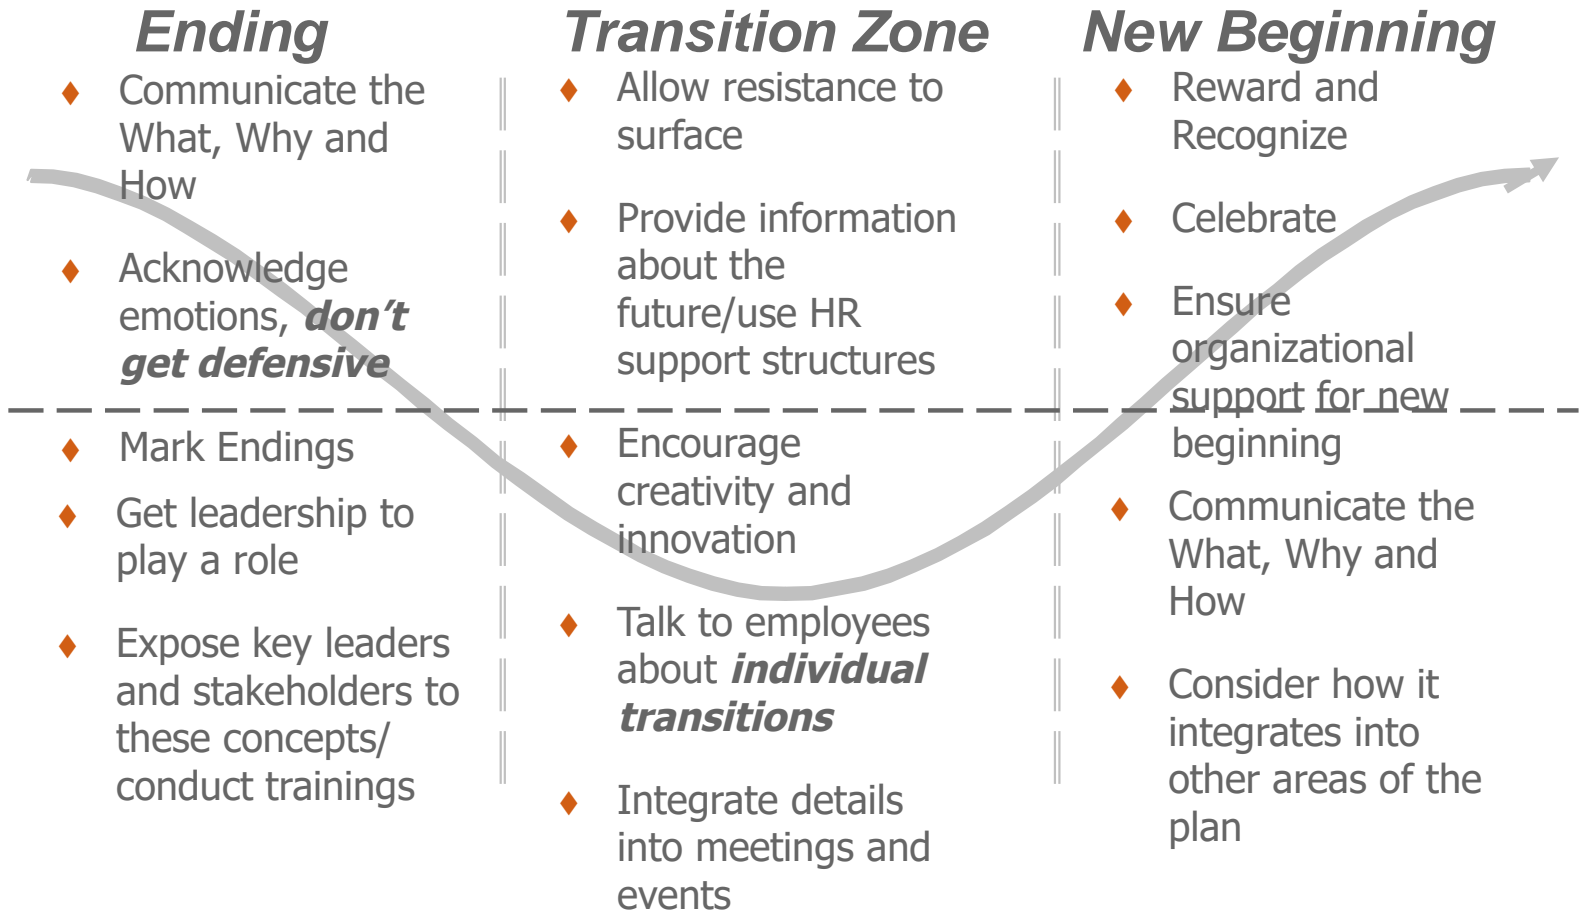 Ending
Communicate the
What, Why and
How
Acknowledge
emotions, don't
get defensive
Mark Endings
Get leadership to
play a role
Expose key leaders
and stakeholders to
these concepts/
conduct trainings
Transition Zone
Allow resistance to
surface
Provide information
about the
future/use HR
support structures
Encourage
creativity and
innovation
Talk to employees
about individual
transitions
Integrate details
into meetings and
events
New Beginning
Reward and
Recognize
Celebrate
Ensure
organizational
support for new
beginning
Communicate the
What, Why and
How
Consider how it
integrates into
other areas of the
plan